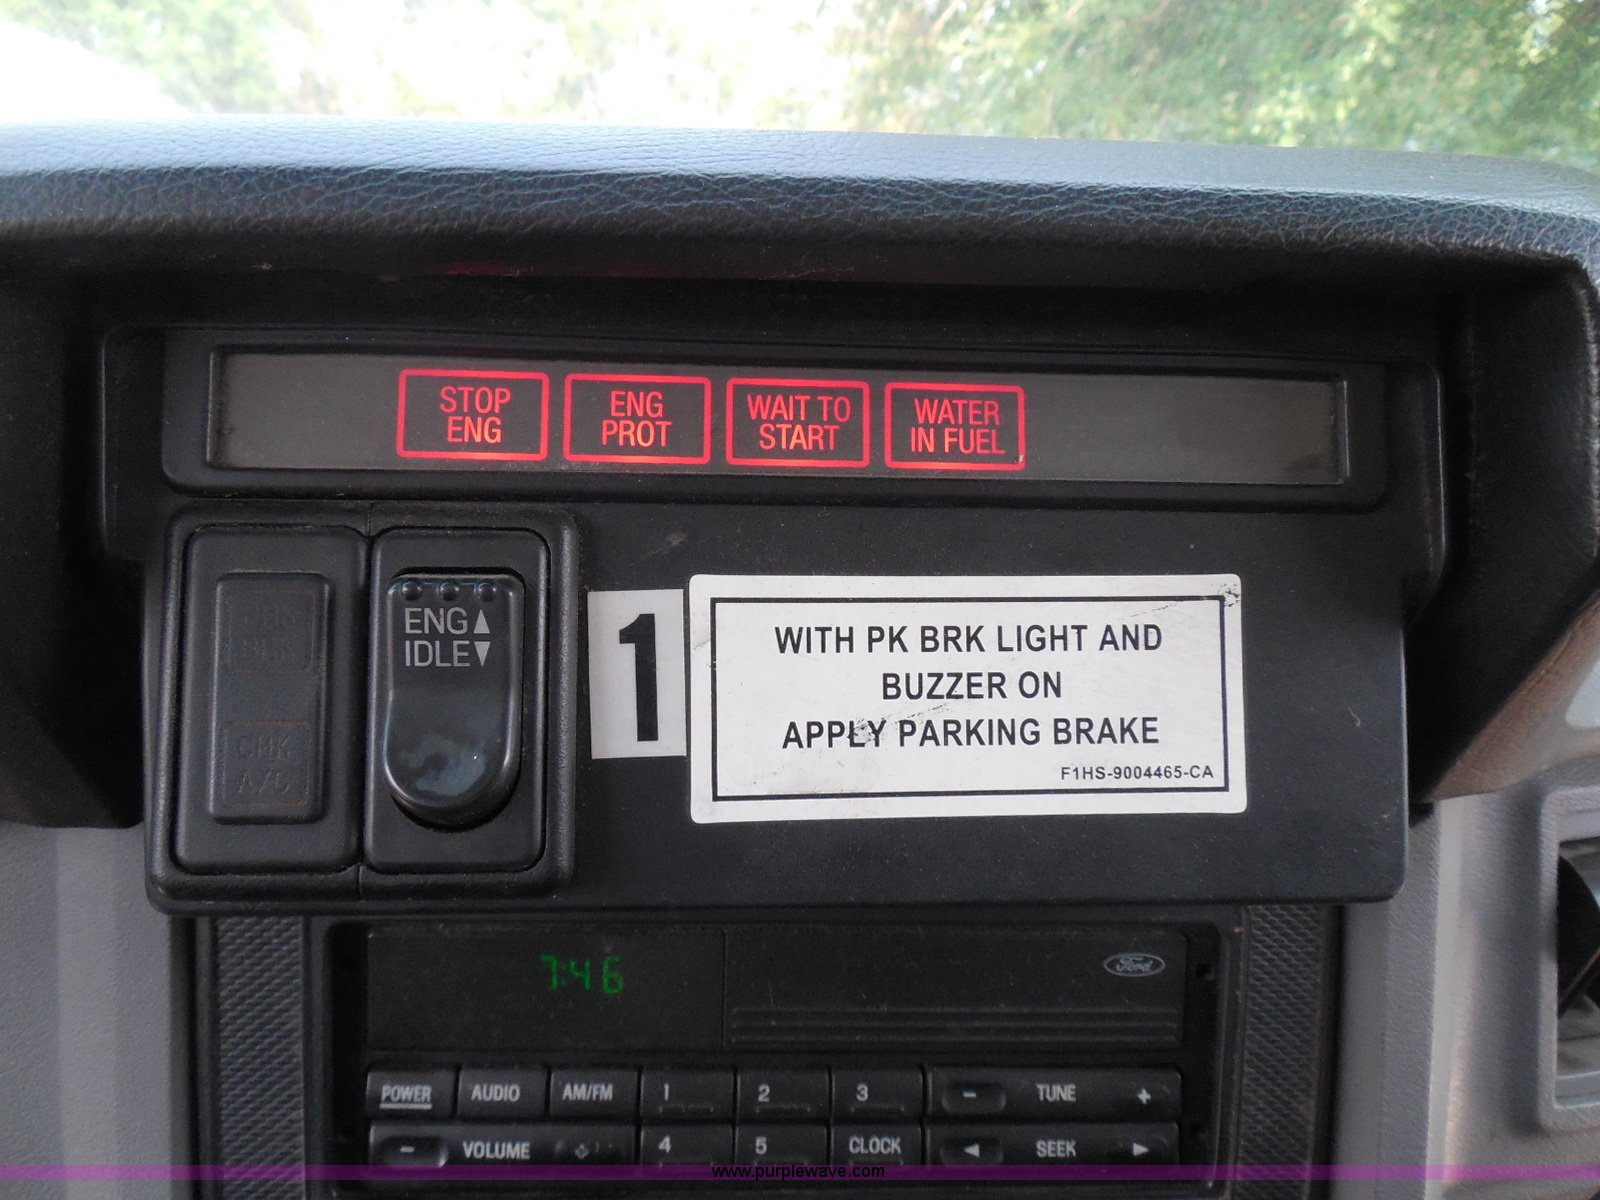 STOP
ENG
ENG
PROT
WAIT TO
START
WATER
IN FUEL
ENG▲
IDLE▼
CHK
A/C
1
WITH PK BRK LIGHT AND
BUZZER ON
APPLY PARKING BRAKE
F1HS-9004465-CA
7:46
Ford
POWER AUDIO AM/FM 1 2 3 - TUNE +
- VOLUME 4 5 CLOCK ◄ SEEK ►
www.purplewave.com